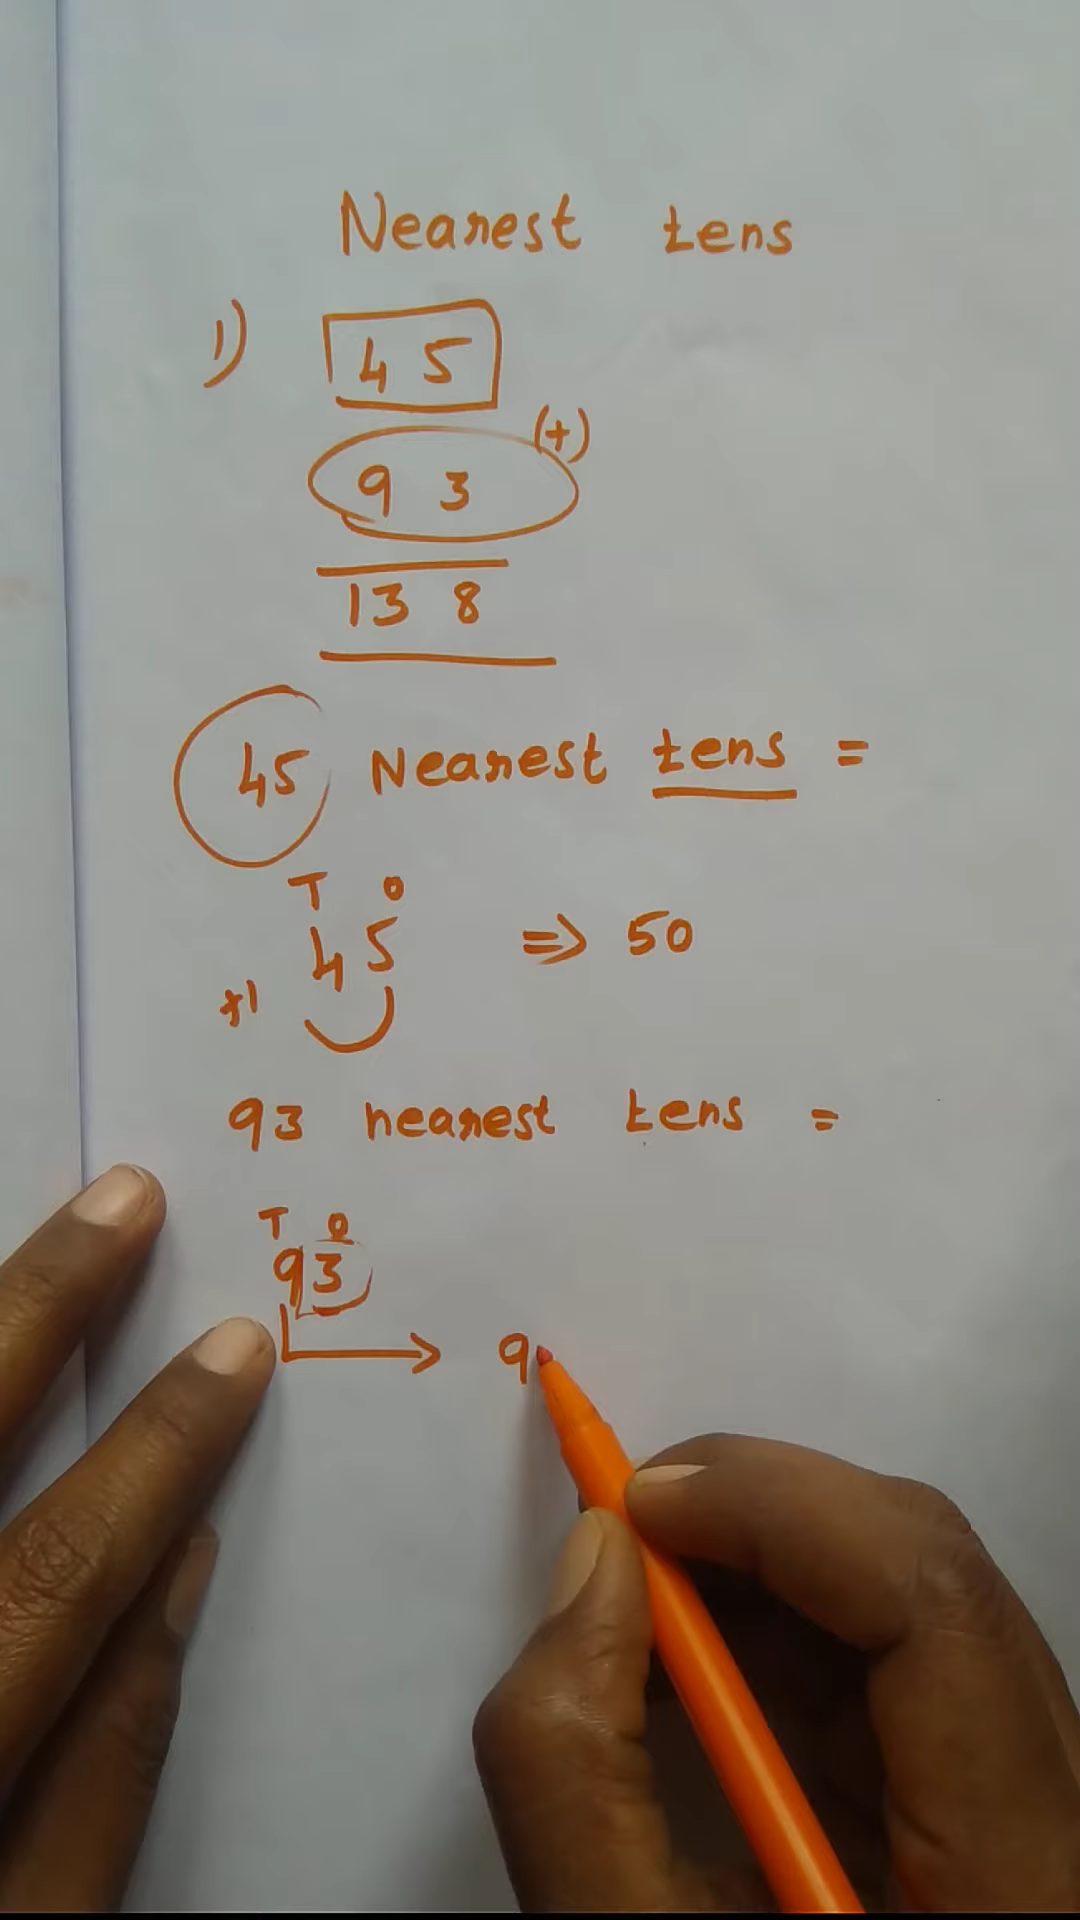 Nearest tens
1) 45
(+)
93
138
45 Nearest tens =
T O
45 => 50
+1
93 nearest tens =
T O
93
9